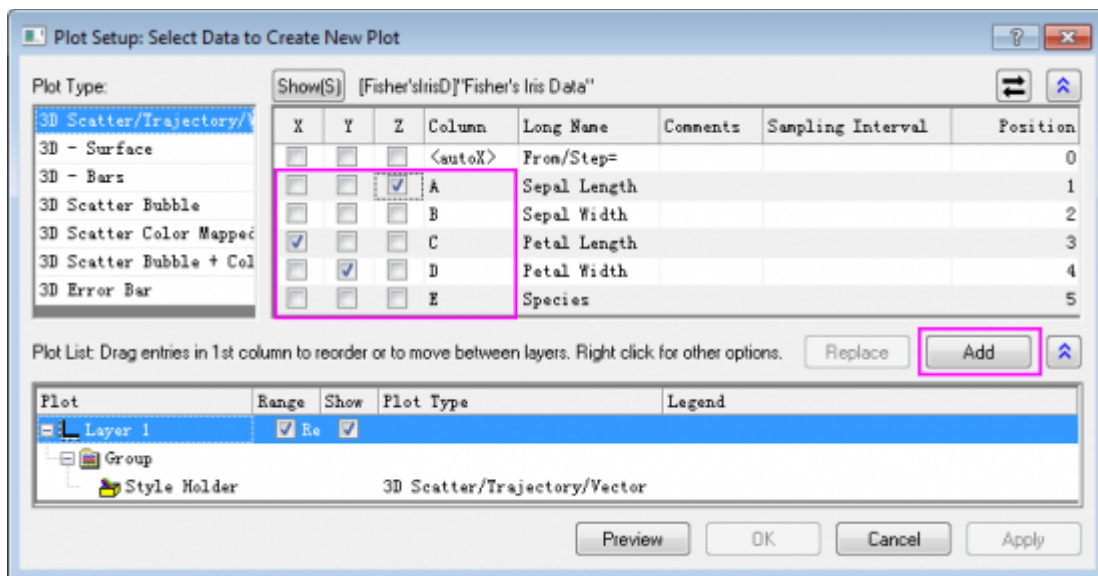 Plot Setup: Select Data to Create New Plot
Plot Type:
Show(S) [Fisher'sIrisD]"Fisher's Iris Data"
3D Scatter/Trajectory/V
3D - Surface
3D - Bars
3D Scatter Bubble
3D Scatter Color Mapped
3D Scatter Bubble + Col
3D Error Bar
X Y Z Column Long Name Comments Sampling Interval Position
<autoX> From/Step= 0
A Sepal Length 1
B Sepal Width 2
C Petal Length 3
D Petal Width 4
E Species 5
Plot List: Drag entries in 1st column to reorder or to move between layers. Right click for other options. Replace Add
Plot Range Show Plot Type Legend
Layer 1 Re
Group
Style Holder 3D Scatter/Trajectory/Vector
Preview OK Cancel Apply